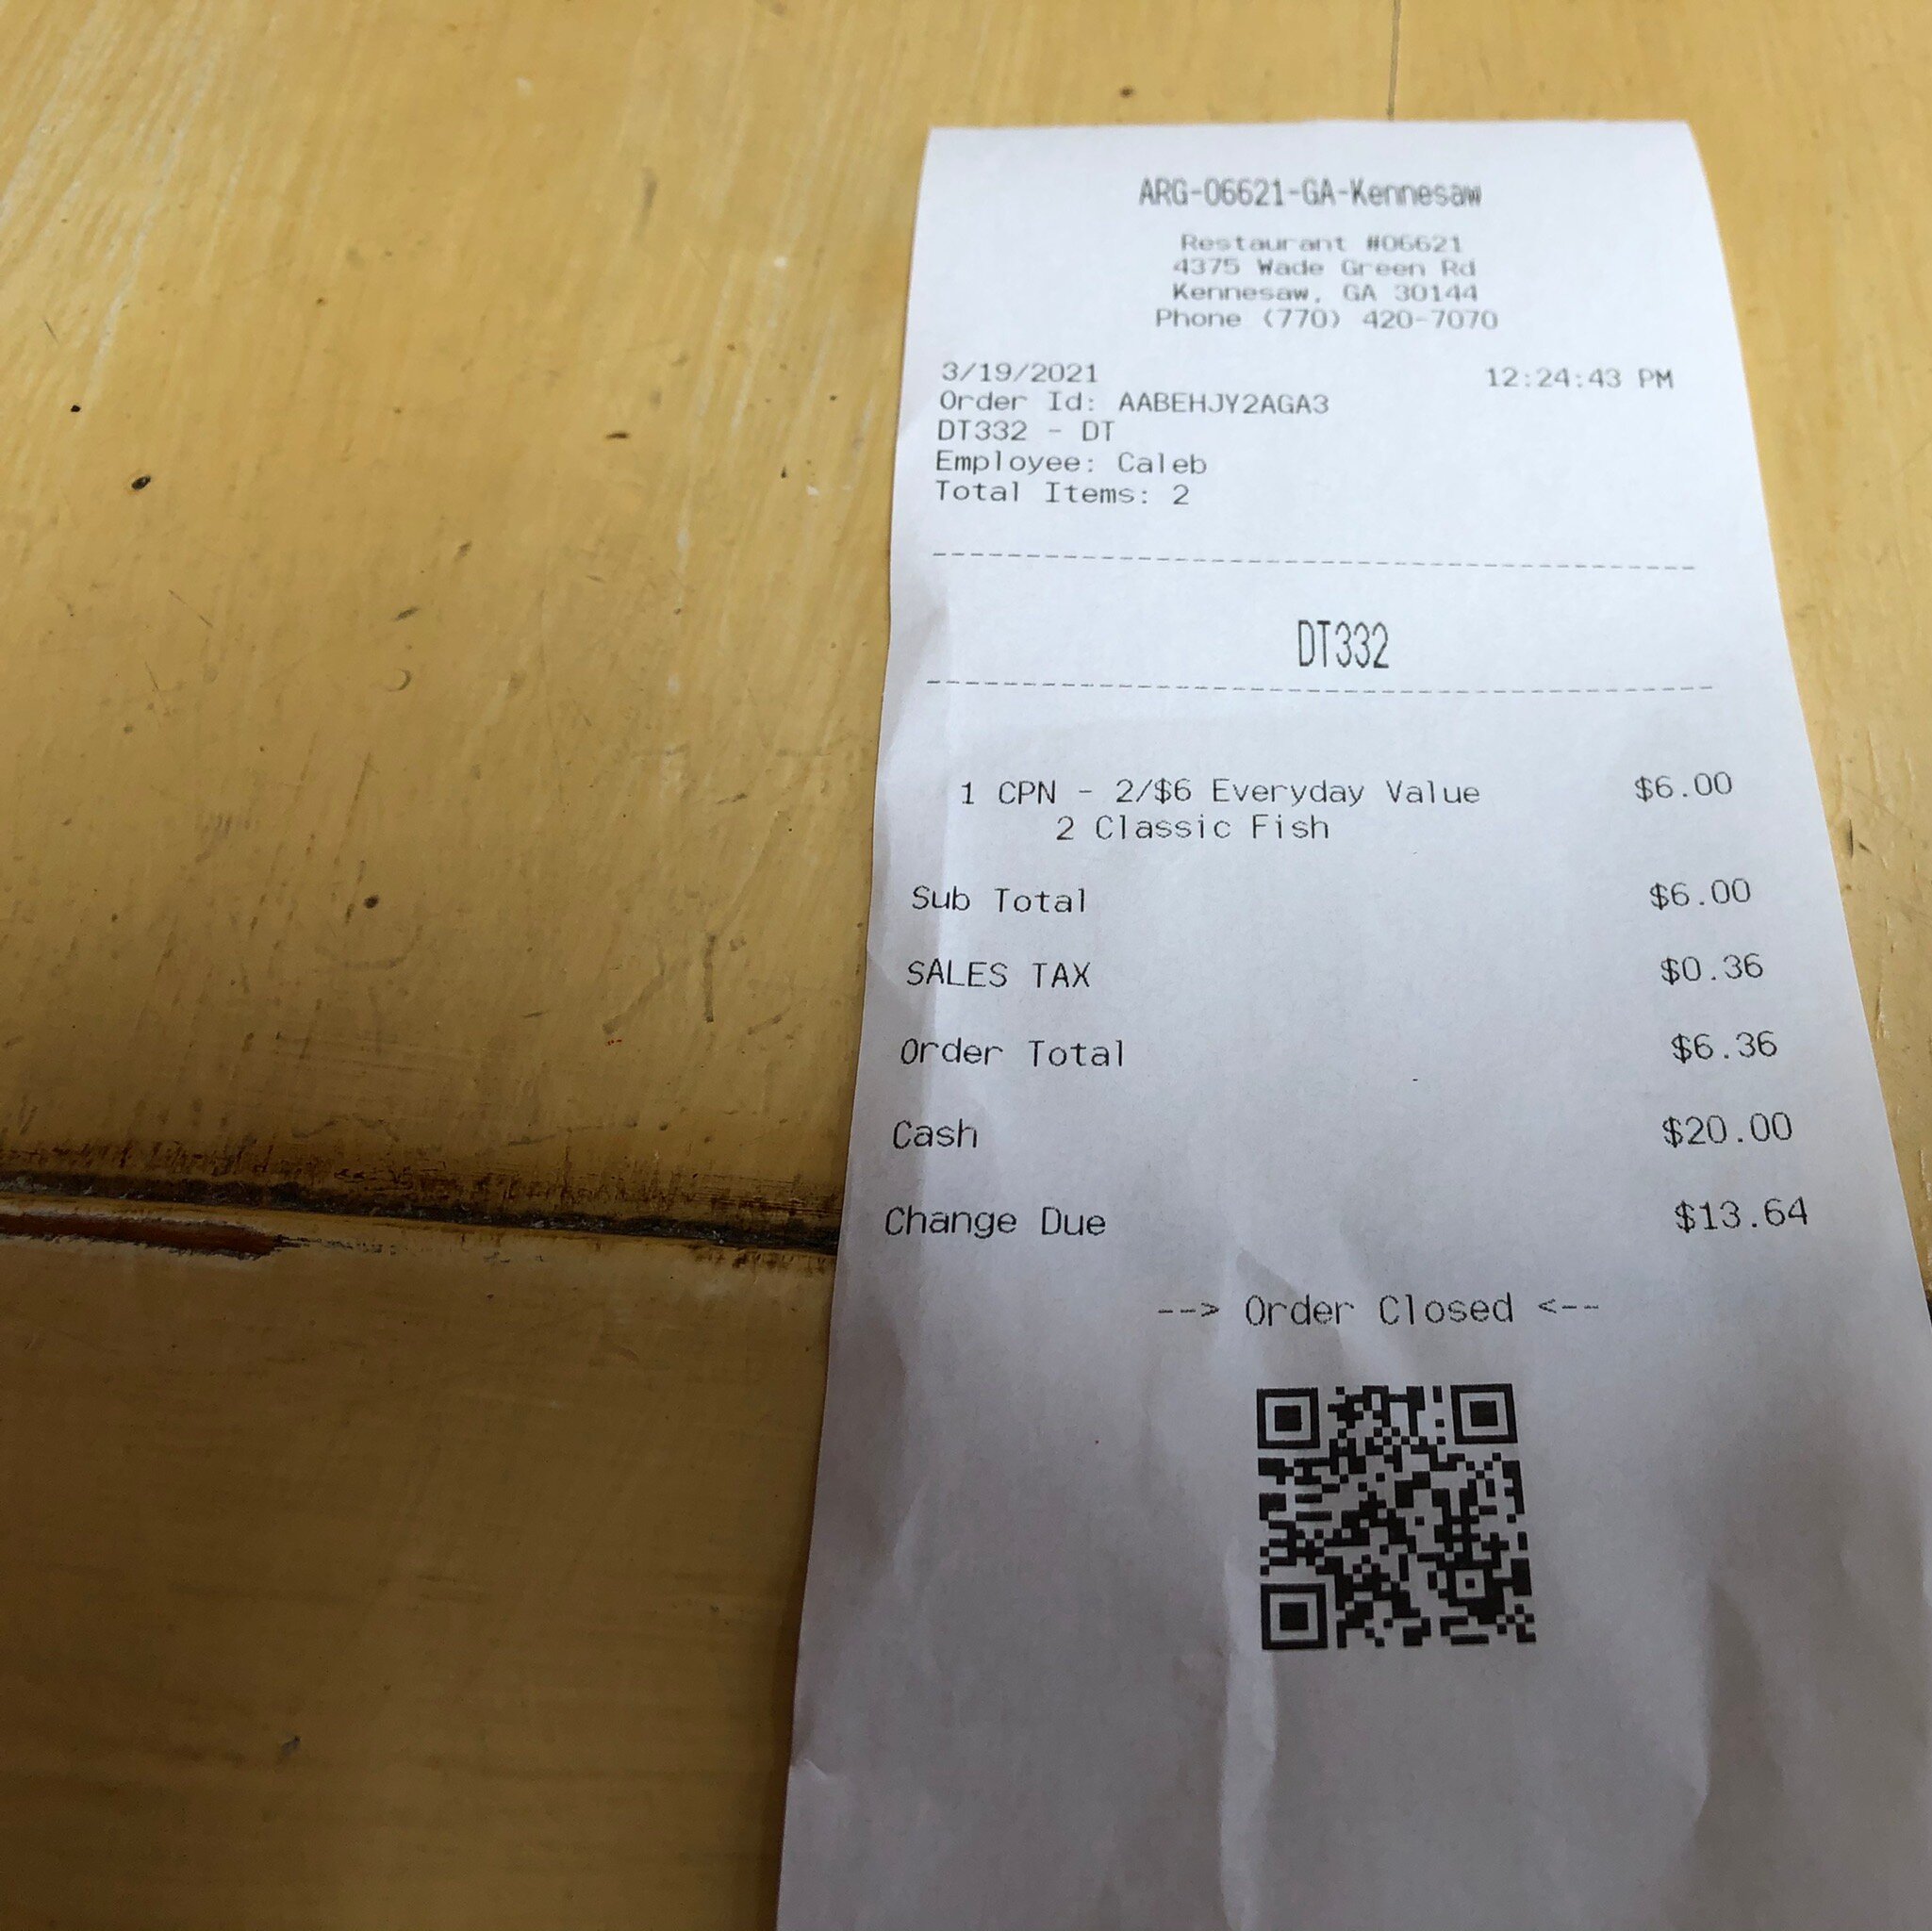 ARG-06621-GA-Kennesaw
Restaurant #06621
4375 Wade Green Rd
Kennesaw, GA 30144
Phone (770) 420-7070
3/19/2021 12:24:43 PM
Order Id: AABEHJY2AGA3
DT332 - DT
Employee: Caleb
Total Items: 2
DT332
1 CPN - 2/$6 Everyday Value $6.00
2 Classic Fish
Sub Total $6.00
SALES TAX $0.36
Order Total $6.36
Cash $20.00
Change Due $13.64
--> Order Closed <--